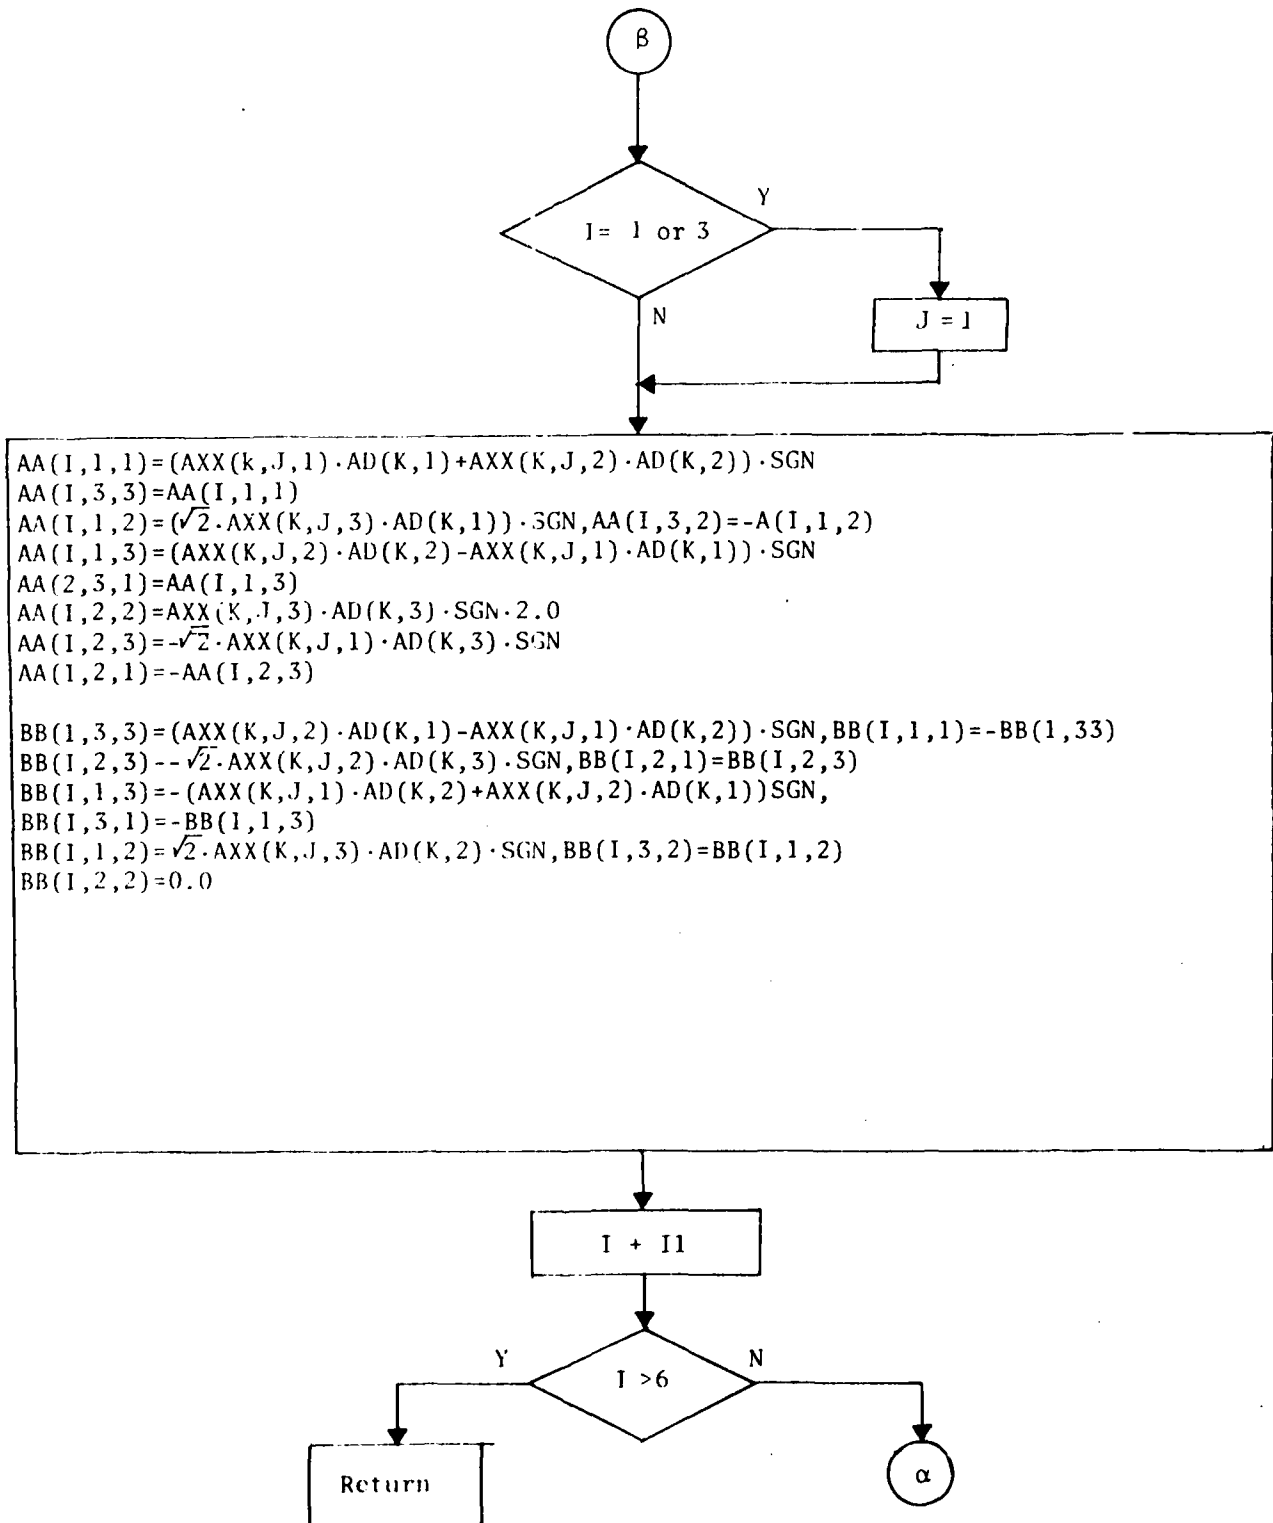 β
I= 1 or 3
Y
N
J = 1
AA(I,1,1)=(AXX(k,J,1)·AD(K,1)+AXX(K,J,2)·AD(K,2))·SGN
AA(I,3,3)=AA(I,1,1)
AA(I,1,2)=(√2·AXX(K,J,3)·AD(K,1))·SGN,AA(I,3,2)=-A(I,1,2)
AA(I,1,3)=(AXX(K,J,2)·AD(K,2)-AXX(K,J,1)·AD(K,1))·SGN
AA(2,3,1)=AA(I,1,3)
AA(I,2,2)=AXX(K,J,3)·AD(K,3)·SGN·2.0
AA(I,2,3)=-√2·AXX(K,J,1)·AD(K,3)·SGN
AA(1,2,1)=-AA(I,2,3)
BB(1,3,3)=(AXX(K,J,2)·AD(K,1)-AXX(K,J,1)·AD(K,2))·SGN,BB(I,1,1)=-BB(1,33)
BB(I,2,3)--√2·AXX(K,J,2)·AD(K,3)·SGN,BB(I,2,1)=BB(I,2,3)
BB(I,1,3)=-(AXX(K,J,1)·AD(K,2)+AXX(K,J,2)·AD(K,1))SGN,
BB(I,3,1)=-BB(I,1,3)
BB(I,1,2)=√2·AXX(K,J,3)·AD(K,2)·SGN,BB(I,3,2)=BB(I,1,2)
BB(I,2,2)=0.0
I + I1
Y
I >6
N
Return
α